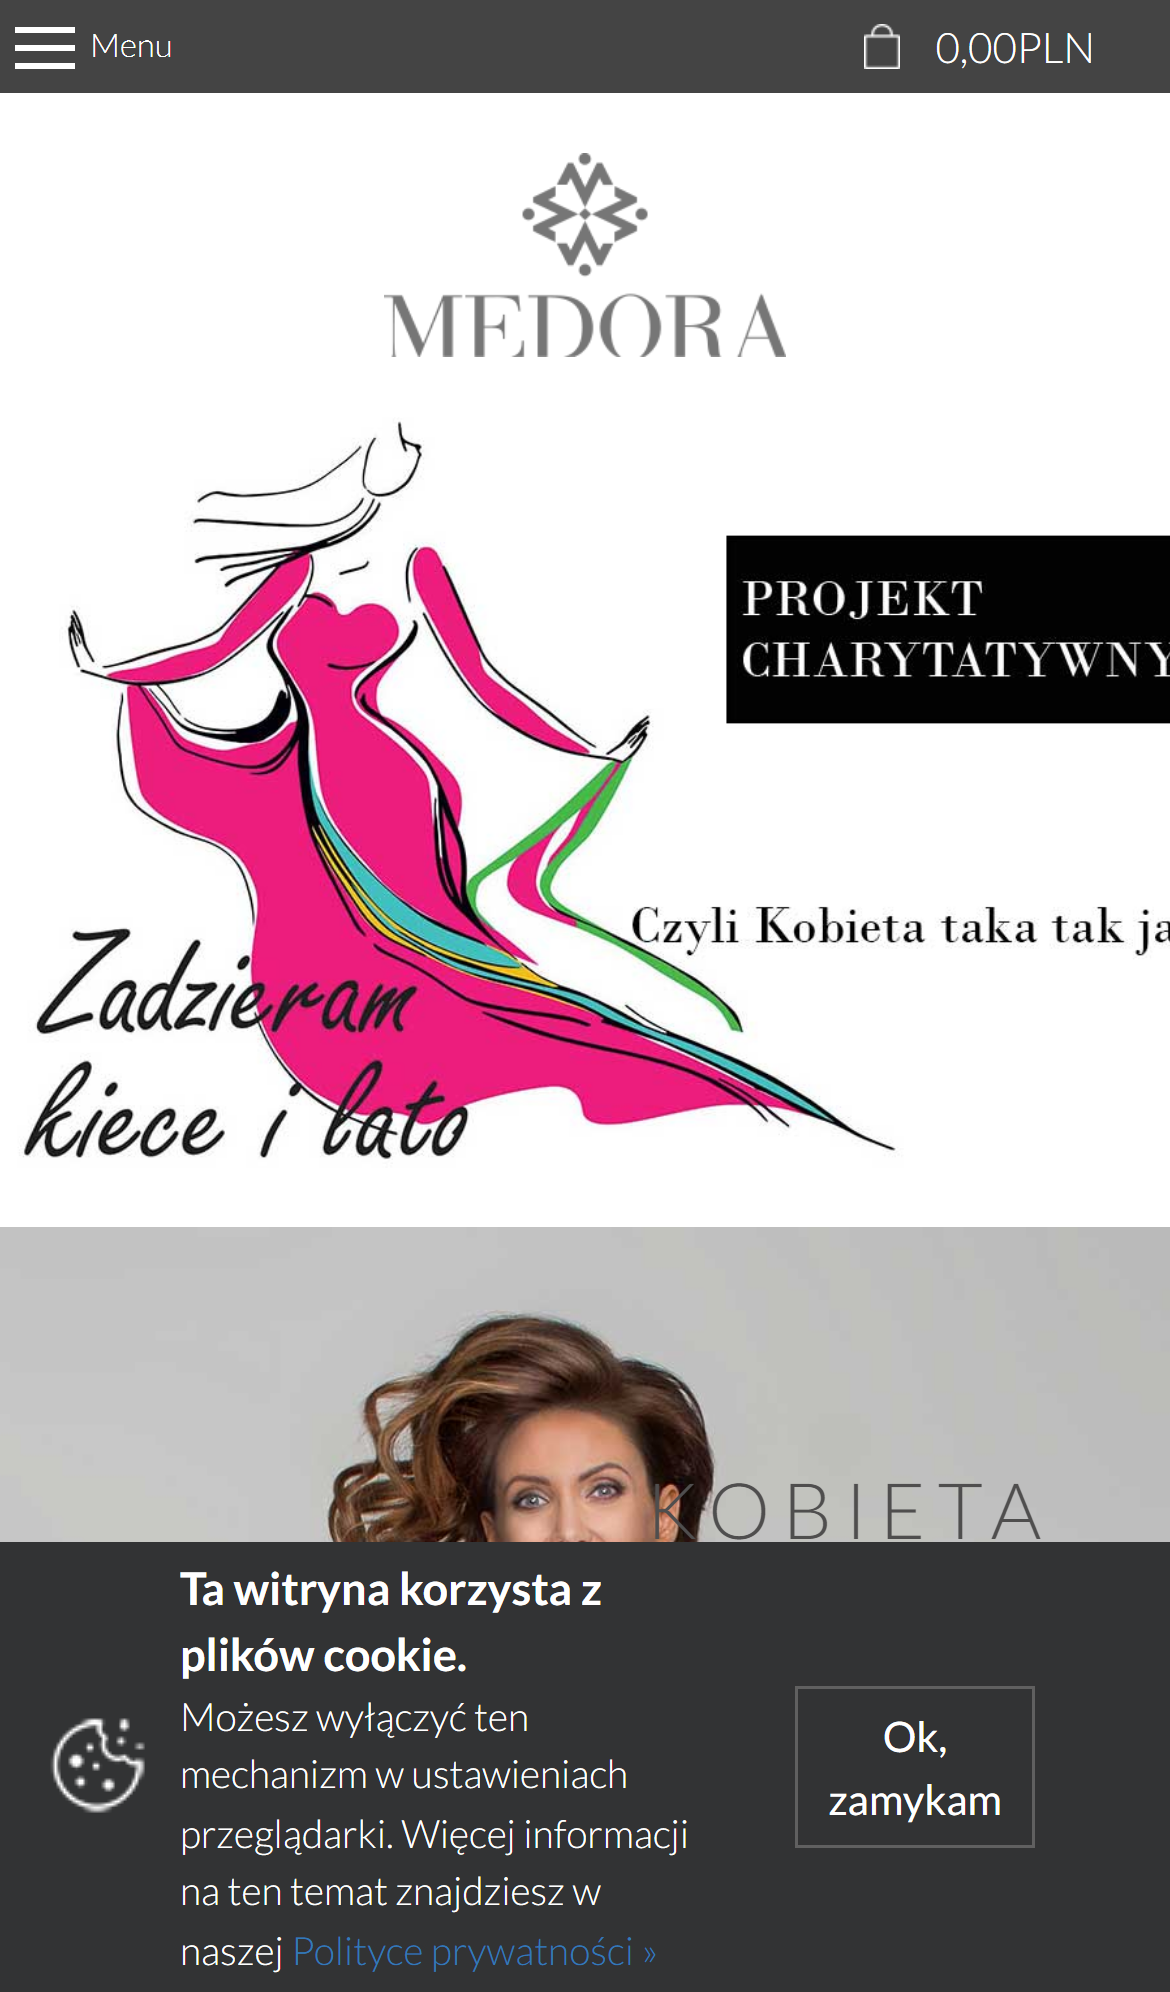 Menu
0,00PLN
MEDORA
PROJEKT
CHARYTATYWNY
Czyli Kobieta taka tak
Zadzieram
kiece i lato
KOBIETA
Ta witryna korzysta z
plików cookie.
Możesz wyłączyć ten
mechanizm w ustawieniach
przeglądarki. Więcej informacji
na ten temat znajdziesz w
naszej Polityce prywatności »
Ok,
zamykam